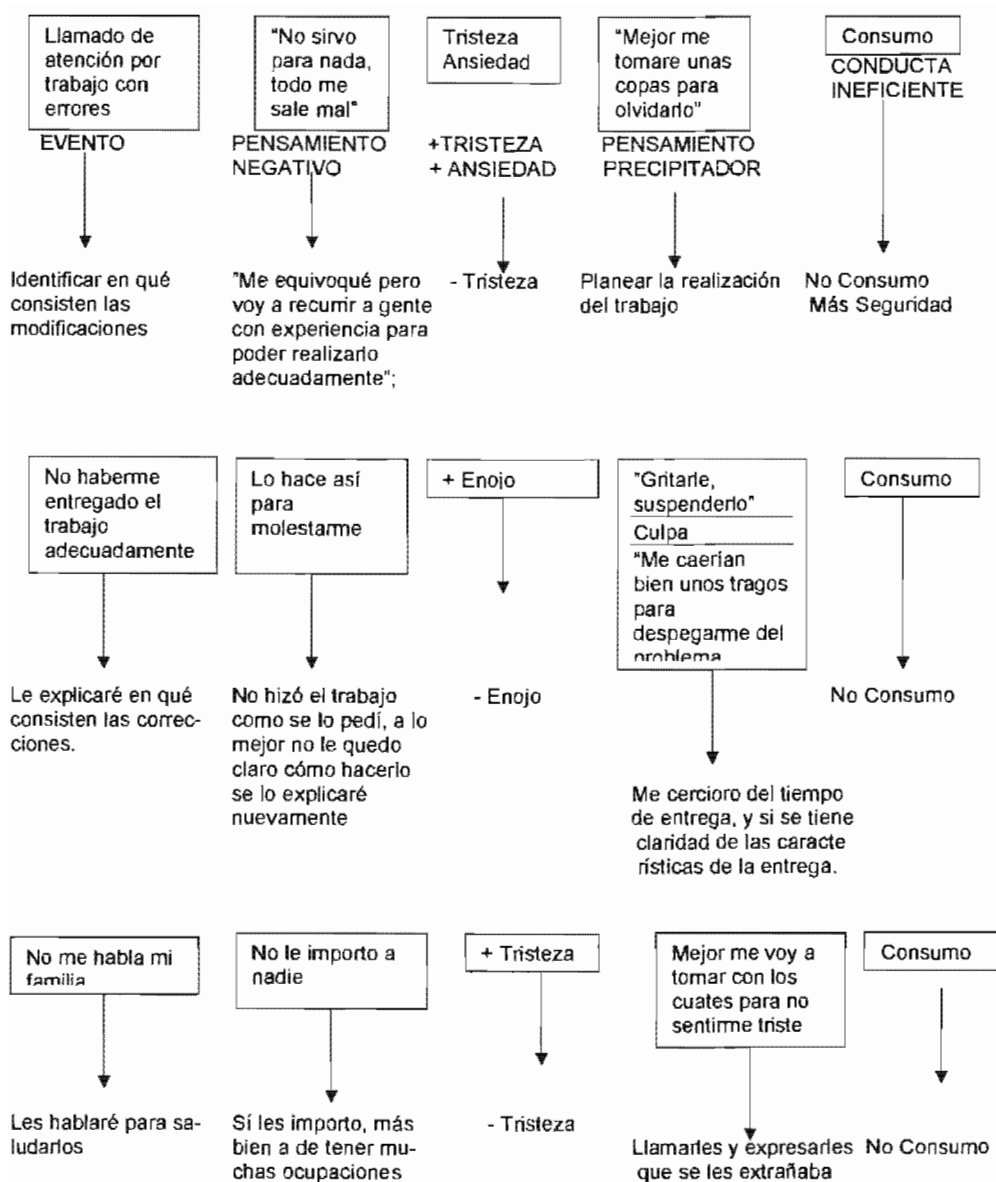 Llamado de
atención por
trabajo con
errores
EVENTO
Identificar en qué
consisten las
modificaciones
"No sirvo
para nada,
todo me
sale mal"
PENSAMIENTO
NEGATIVO
"Me equivoqué pero
voy a recurrir a gente
con experiencia para
poder realizarlo
adecuadamente";
Tristeza
Ansiedad
+TRISTEZA
+ ANSIEDAD
- Tristeza
"Mejor me
tomare unas
copas para
olvidarlo"
PENSAMIENTO
PRECIPITADOR
Planear la realización
del trabajo
Consumo
CONDUCTA
INEFICIENTE
No Consumo
Más Seguridad
No haberme
entregado el
trabajo
adecuadamente
Le explicaré en qué
consisten las correc-
ciones.
Lo hace así
para
molestarme
No hizó el trabajo
como se lo pedí, a lo
mejor no le quedo
claro cómo hacerlo
se lo explicaré
nuevamente
+ Enojo
- Enojo
"Gritarle,
suspenderlo"
Culpa
"Me caerían
bien unos tragos
para
despegarme del
problema
Me cercioro del tiempo
de entrega, y si se tiene
claridad de las caracte
rísticas de la entrega.
Consumo
No Consumo
No me habla mi
familia
Les hablaré para sa-
ludarlos
No le importo a
nadie
Sí les importo, más
bien a de tener mu-
chas ocupaciones
+ Tristeza
- Tristeza
Mejor me voy a
tomar con los
cuates para no
sentirme triste
Llamarles y expresarles
que se les extrañaba
Consumo
No Consumo